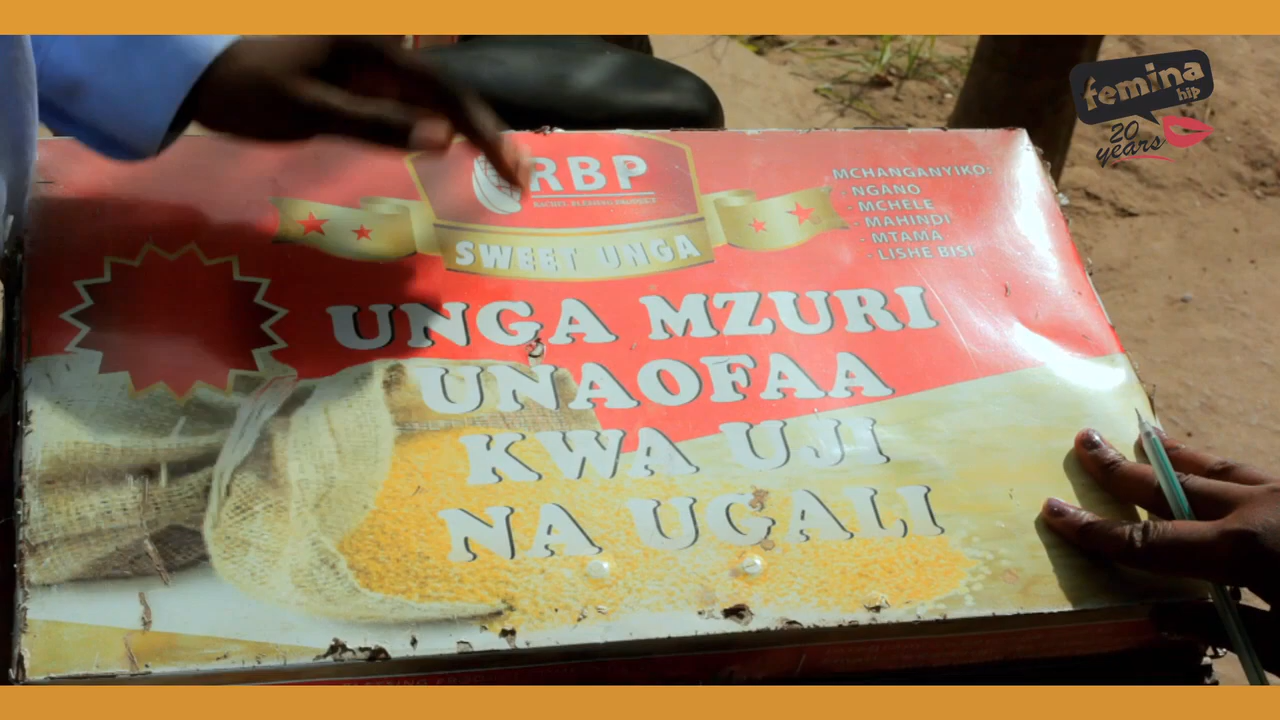 femina
hip
20
years
RBP
SWEET UNGA
MCHANGANYIKO:
- NGANO
- MCHELE
- MAHINDI
- MTAMA
- LISHE BISI
UNGA MZURI
UNAOFAA
KWA UJI
NA UGALI